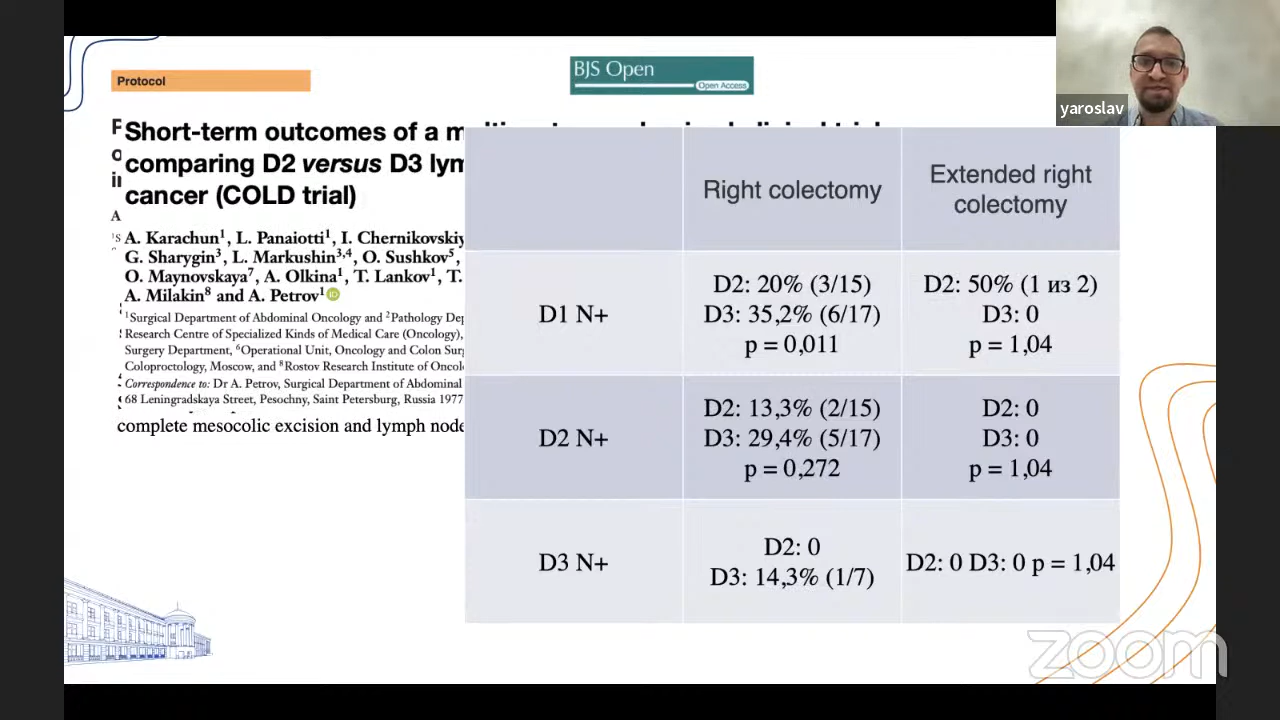 yaroslav
Protocol
BJS Open
Open Access
Short-term outcomes of a m
comparing D2 versus D3 lym
cancer (COLD trial)
A. Karachun1, L. Panaiotti1, I. Chernikovskiy
G. Sharygin3, L. Markushin3,4, O. Sushkov5,
O. Maynovskaya7, A. Olkina1, T. Lankov1, T.
A. Milakin8 and A. Petrov1 iD
1Surgical Department of Abdominal Oncology and 2Pathology Dep
Research Centre of Specialized Kinds of Medical Care (Oncology),
Surgery Department, 6Operational Unit, Oncology and Colon Surg
Coloproctology, Moscow, and 8Rostov Research Institute of Oncol
Correspondence to: Dr A. Petrov, Surgical Department of Abdominal
68 Leningradskaya Street, Pesochny, Saint Petersburg, Russia 1977
complete mesocolic excision and lymph node
Right colectomy
Extended right
colectomy
D1 N+
D2: 20% (3/15)
D3: 35,2% (6/17)
p = 0,011
D2: 50% (1 из 2)
D3: 0
p = 1,04
D2 N+
D2: 13,3% (2/15)
D3: 29,4% (5/17)
p = 0,272
D2: 0
D3: 0
p = 1,04
D3 N+
D2: 0
D3: 14,3% (1/7)
D2: 0 D3: 0 p = 1,04
zoom